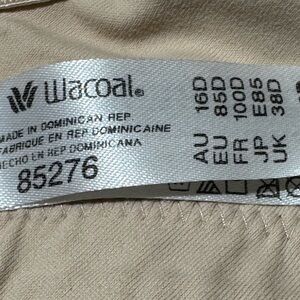 Wacoal®
MADE IN DOMINICAN REP
FABRIQUE EN REP DOMINICAINE
HECHO EN REP DOMINICANA
85276
AU 16D
EU 85D
FR 100D
JP E85
UK 38D